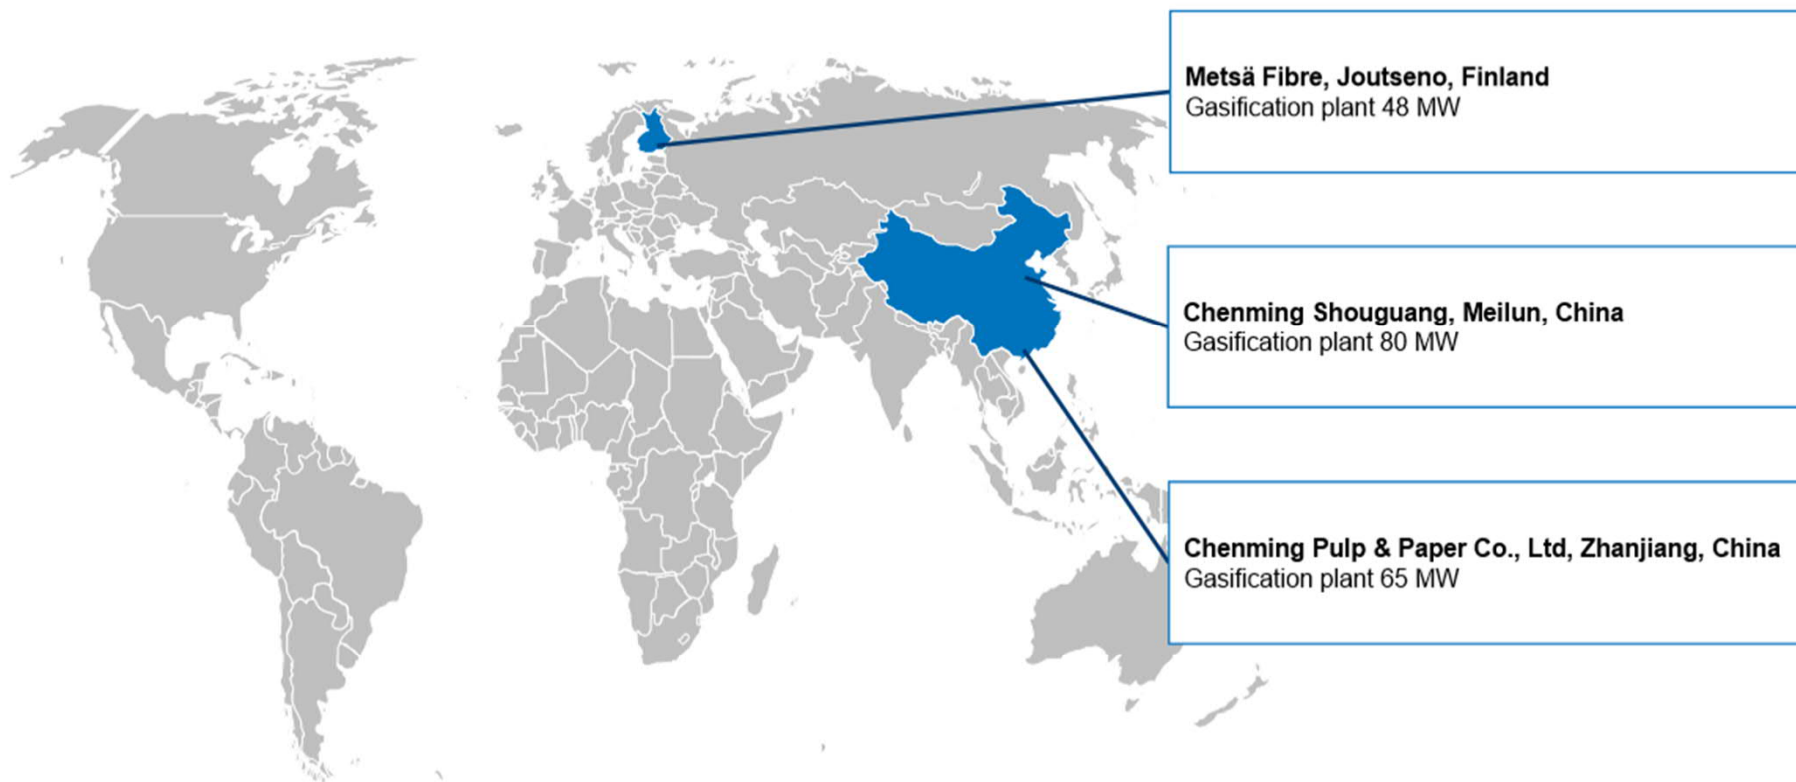 Metsä Fibre, Joutseno, Finland
Gasification plant 48 MW
Chenming Shouguang, Meilun, China
Gasification plant 80 MW
Chenming Pulp & Paper Co., Ltd, Zhanjiang, China
Gasification plant 65 MW